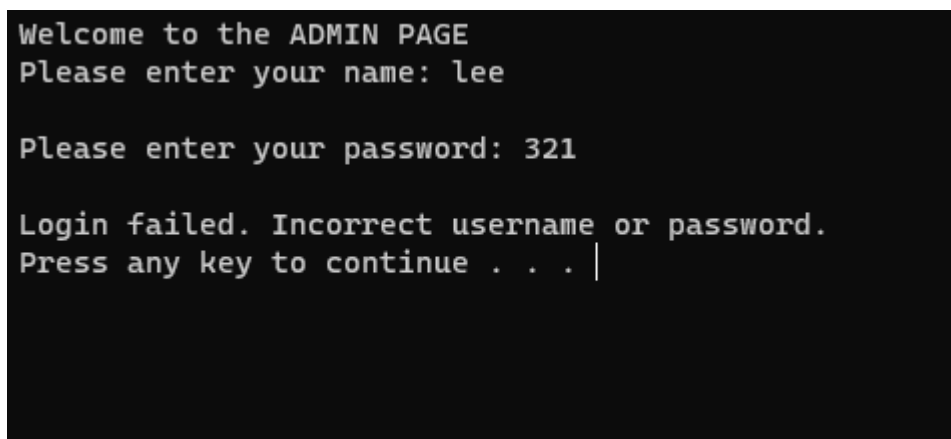 Welcome to the ADMIN PAGE
Please enter your name: lee
Please enter your password: 321
Login failed. Incorrect username or password.
Press any key to continue . . .